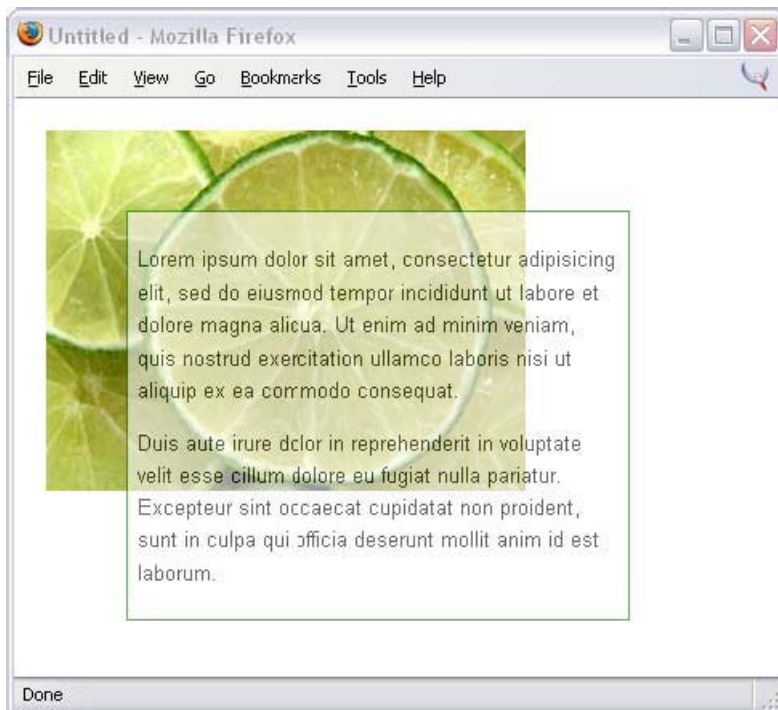 Untitled - Mozilla Firefox
File Edit View Go Bookmarks Tools Help
Lorem ipsum dolor sit amet, consectetur adipisicing
elit, sed do eiusmod tempor incididunt ut labore et
dolore magna alicua. Ut enim ad minim veniam,
quis nostrud exercitation ullamco laboris nisi ut
aliquip ex ea commodo consequat.
Duis aute irure dolor in reprehenderit in voluptate
velit esse cillum dolore eu fugiat nulla pariatur.
Excepteur sint occaecat cupidatat non proident,
sunt in culpa qui officia deserunt mollit anim id est
laborum.
Done